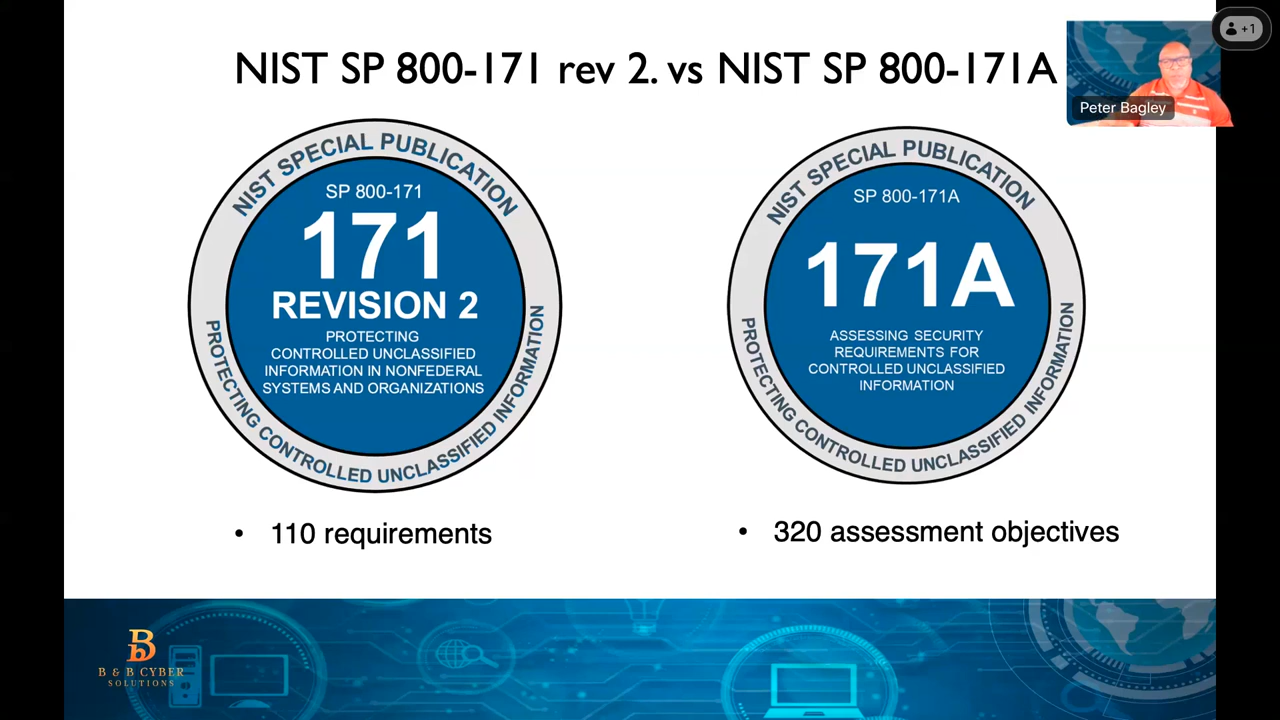 NIST SP 800-171 rev 2. vs NIST SP 800-171A
+1
Peter Bagley
NIST SPECIAL PUBLICATION
SP 800-171
171
REVISION 2
PROTECTING
CONTROLLED UNCLASSIFIED
INFORMATION IN NONFEDERAL
SYSTEMS AND ORGANIZATIONS
PROTECTING CONTROLLED UNCLASSIFIED INFORMATION
• 110 requirements
NIST SPECIAL PUBLICATION
SP 800-171A
171A
ASSESSING SECURITY
REQUIREMENTS FOR
CONTROLLED UNCLASSIFIED
INFORMATION
PROTECTING CONTROLLED UNCLASSIFIED INFORMATION
• 320 assessment objectives
B B
B & B CYBER
SOLUTIONS